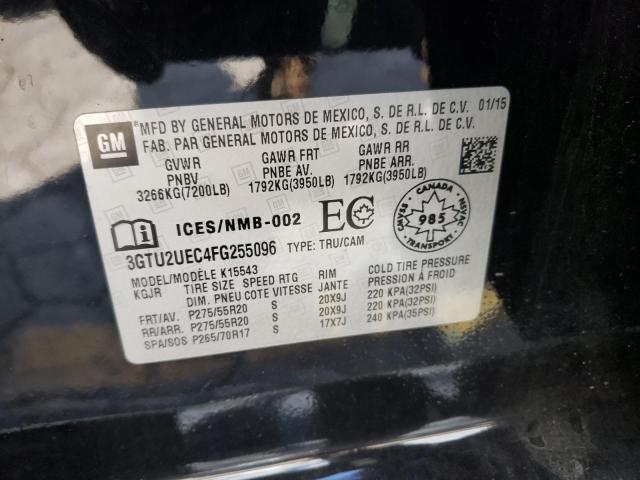 GM
MFD BY GENERAL MOTORS DE MEXICO, S. DE R.L. DE C.V. 01/15
FAB. PAR GENERAL MOTORS DE MEXICO, S. DE R.L. DE C.V.
GVWR GAWR FRT GAWR RR
PNBV PNBE AV. PNBE ARR.
3266KG(7200LB) 1792KG(3950LB) 1792KG(3950LB)
ICES/NMB-002 EC
CANADA
985
CMVSS NSVAC
3GTU2UEC4FG255096 TYPE: TRU/CAM
MODEL/MODÈLE K15543
KGJR TIRE SIZE SPEED RTG RIM COLD TIRE PRESSURE
DIM. PNEU COTE VITESSE JANTE PRESSION À FROID
FRT/AV. P275/55R20 S 20X9J 220 KPA(32PSI)
RR/ARR. P275/55R20 S 20X9J 220 KPA(32PSI)
SPA/SOS P265/70R17 S 17X7J 240 KPA(35PSI)